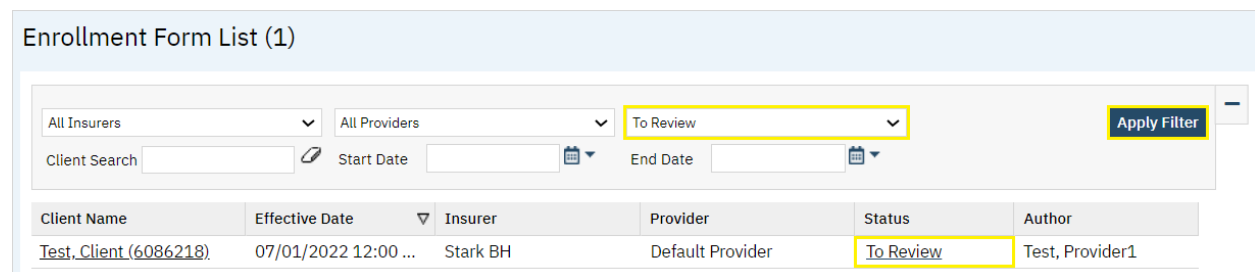 Enrollment Form List (1)
All Insurers All Providers To Review Apply Filter
Client Search Start Date End Date
Client Name Effective Date Insurer Provider Status Author
Test, Client (6086218) 07/01/2022 12:00 ... Stark BH Default Provider To Review Test, Provider1